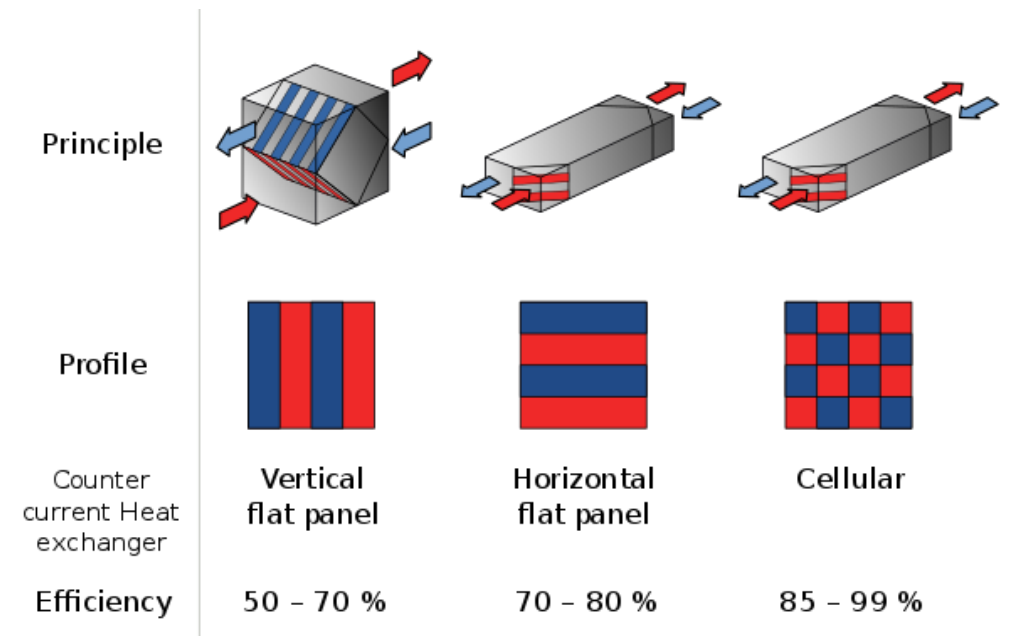 Principle
Profile
Counter
current Heat
exchanger
Vertical
flat panel
Horizontal
flat panel
Cellular
Efficiency
50 – 70 %
70 – 80 %
85 – 99 %